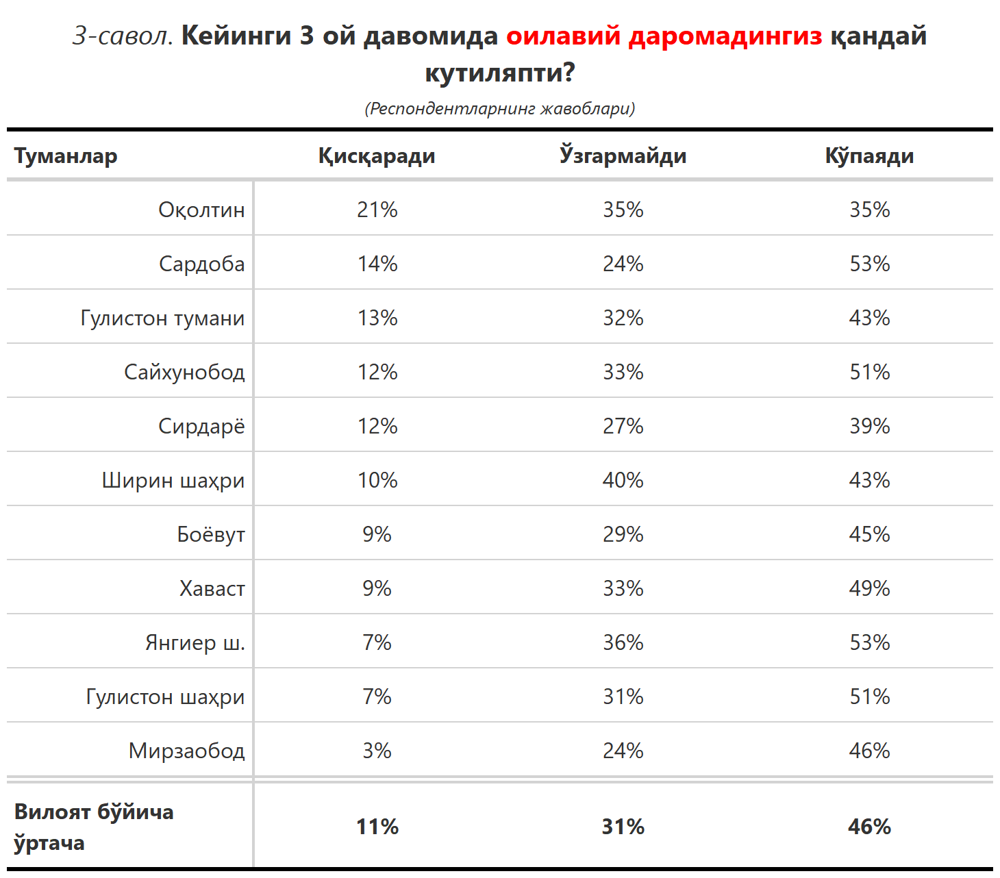 3-савол. Кейинги 3 ой давомида оилавий даромадингиз қандай
кутиляпти?
(Респондентларнинг жавоблари)
Туманлар Қисқаради Ўзгармайди Кўпаяди
Оқолтин 21% 35% 35%
Сардоба 14% 24% 53%
Гулистон тумани 13% 32% 43%
Сайхунобод 12% 33% 51%
Сирдарё 12% 27% 39%
Ширин шаҳри 10% 40% 43%
Боёвут 9% 29% 45%
Хаваст 9% 33% 49%
Янгиер ш. 7% 36% 53%
Гулистон шаҳри 7% 31% 51%
Мирзаобод 3% 24% 46%
Вилоят бўйича
ўртача 11% 31% 46%